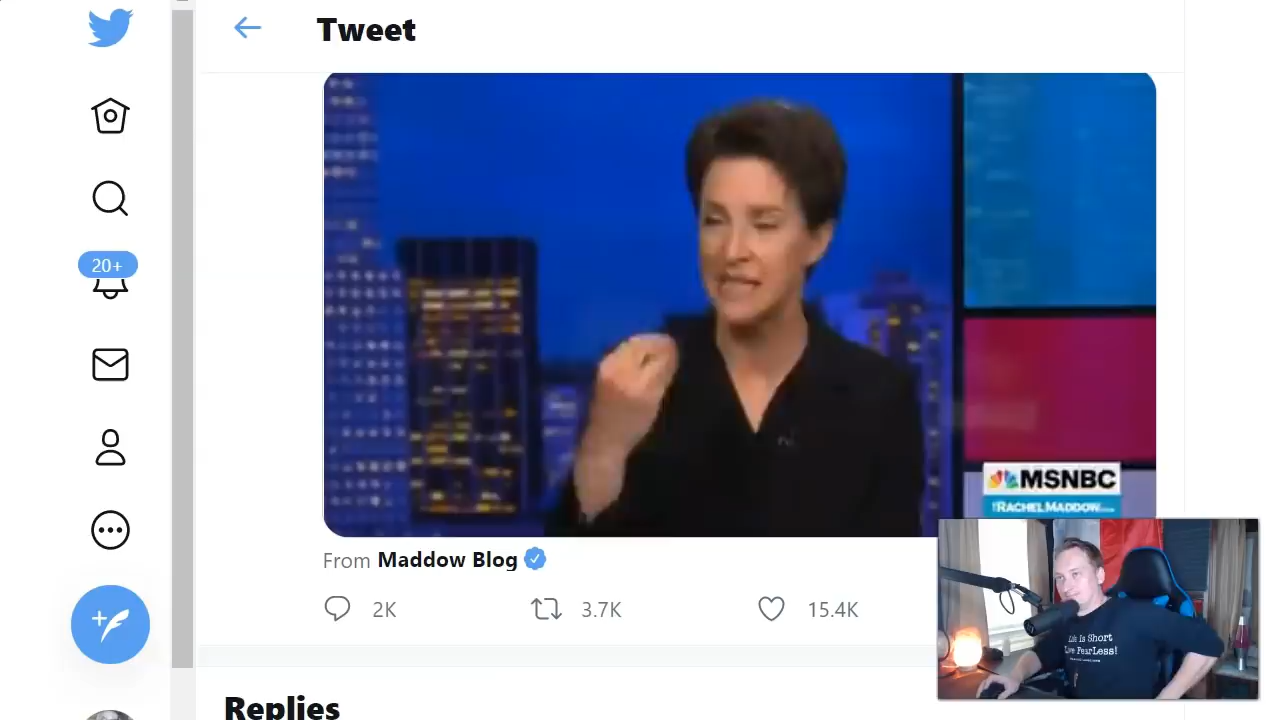 Tweet
20+
MSNBC
RACHEL MADDOW
From Maddow Blog
2K
3.7K
15.4K
Life Is Short
Live FearLess!
Replies